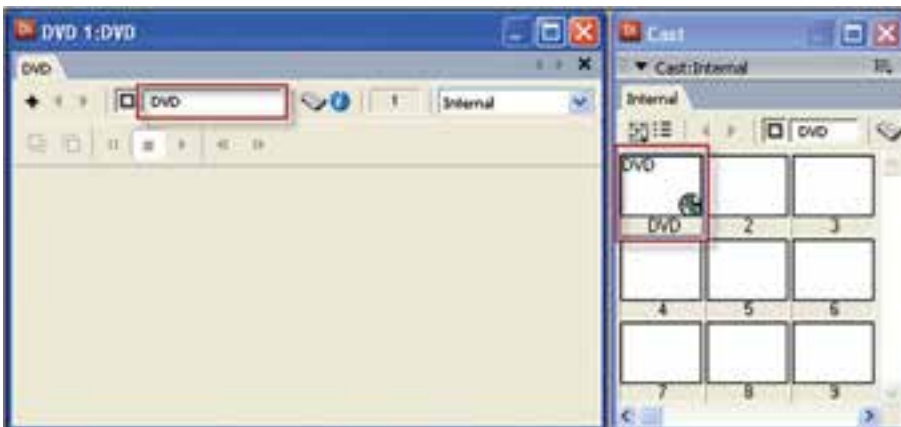 DVD 1:DVD
DVD
DVD
1
Internal
Cast
Cast:Internal
Internal
DVD
DVD
DVD
2
3
4
5
6
7
8
9